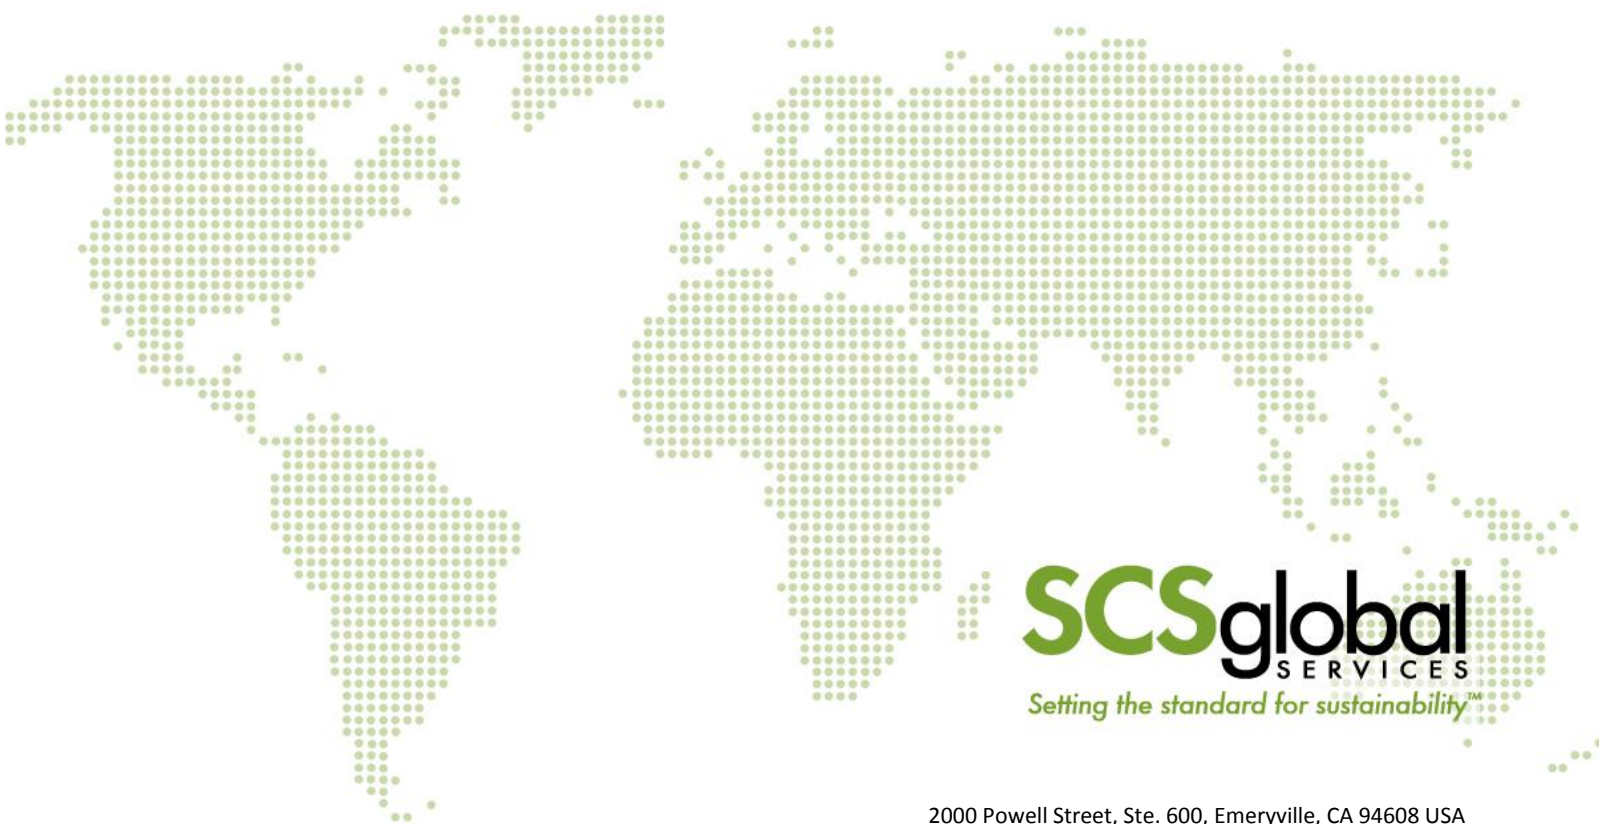 SCSglobal
SERVICES
Setting the standard for sustainability™
2000 Powell Street, Ste. 600, Emeryville, CA 94608 USA